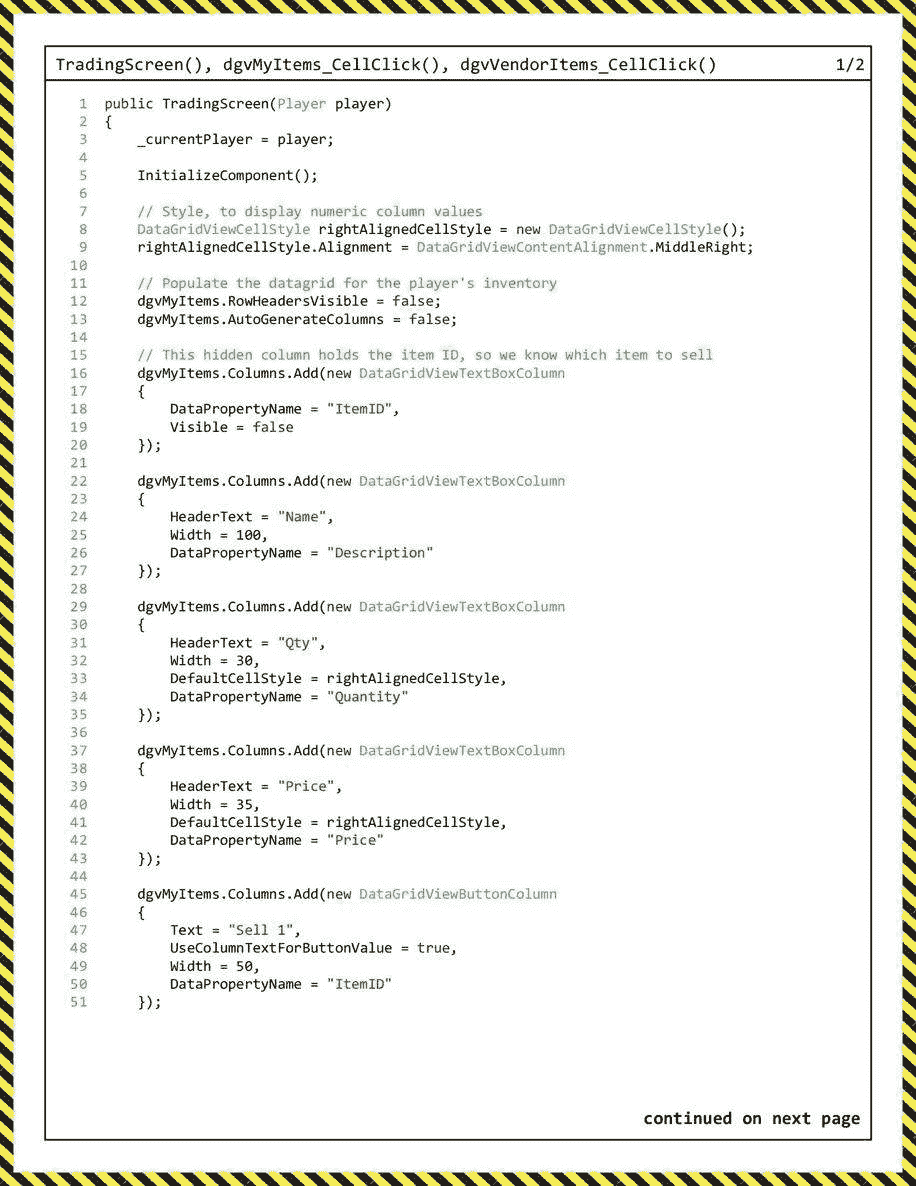 TradingScreen(), dgvMyItems_CellClick(), dgvVendorItems_CellClick() 1/2
1 public TradingScreen(Player player)
2 {
3     _currentPlayer = player;
4
5     InitializeComponent();
6
7     // Style, to display numeric column values
8     DataGridViewCellStyle rightAlignedCellStyle = new DataGridViewCellStyle();
9     rightAlignedCellStyle.Alignment = DataGridViewContentAlignment.MiddleRight;
10
11     // Populate the datagrid for the player's inventory
12     dgvMyItems.RowHeadersVisible = false;
13     dgvMyItems.AutoGenerateColumns = false;
14
15     // This hidden column holds the item ID, so we know which item to sell
16     dgvMyItems.Columns.Add(new DataGridViewTextBoxColumn
17     {
18         DataPropertyName = "ItemID",
19         Visible = false
20     });
21
22     dgvMyItems.Columns.Add(new DataGridViewTextBoxColumn
23     {
24         HeaderText = "Name",
25         Width = 100,
26         DataPropertyName = "Description"
27     });
28
29     dgvMyItems.Columns.Add(new DataGridViewTextBoxColumn
30     {
31         HeaderText = "Qty",
32         Width = 30,
33         DefaultCellStyle = rightAlignedCellStyle,
34         DataPropertyName = "Quantity"
35     });
36
37     dgvMyItems.Columns.Add(new DataGridViewTextBoxColumn
38     {
39         HeaderText = "Price",
40         Width = 35,
41         DefaultCellStyle = rightAlignedCellStyle,
42         DataPropertyName = "Price"
43     });
44
45     dgvMyItems.Columns.Add(new DataGridViewButtonColumn
46     {
47         Text = "Sell 1",
48         UseColumnTextForButtonValue = true,
49         Width = 50,
50         DataPropertyName = "ItemID"
51     });
continued on next page